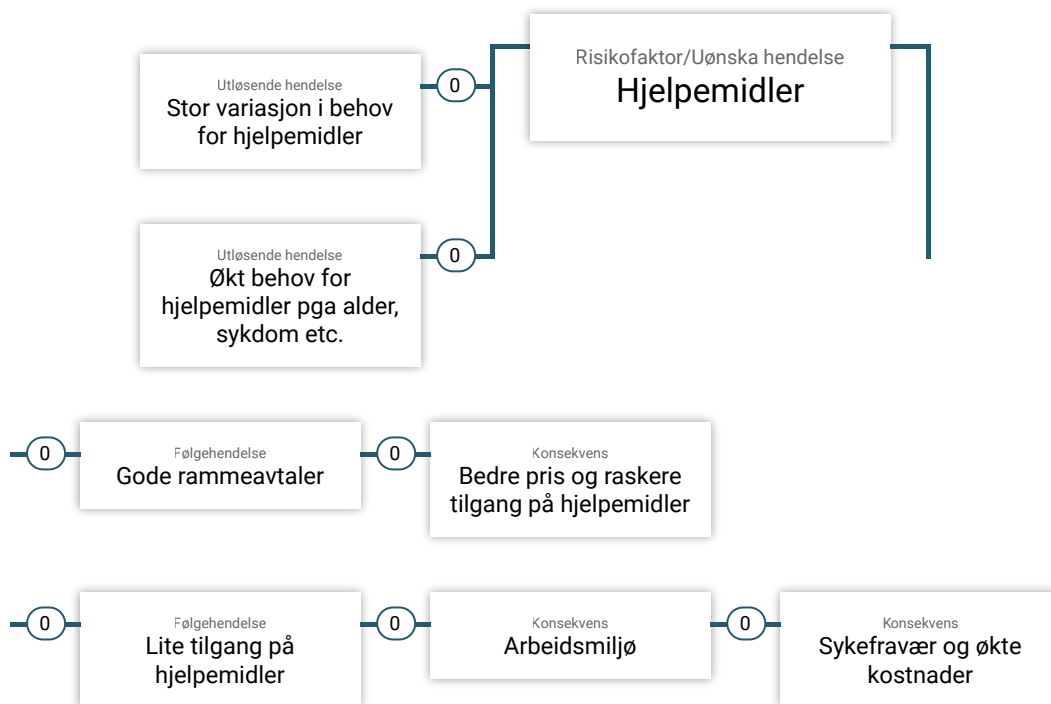 Risikofaktor/Uønska hendelse
Hjelpemidler
Utløsende hendelse
Stor variasjon i behov
for hjelpemidler
0
Utløsende hendelse
Økt behov for
hjelpemidler pga alder,
sykdom etc.
0
0
Følgehendelse
Gode rammeavtaler
0
Konsekvens
Bedre pris og raskere
tilgang på hjelpemidler
0
Følgehendelse
Lite tilgang på
hjelpemidler
0
Konsekvens
Arbeidsmiljø
0
Konsekvens
Sykefravær og økte
kostnader